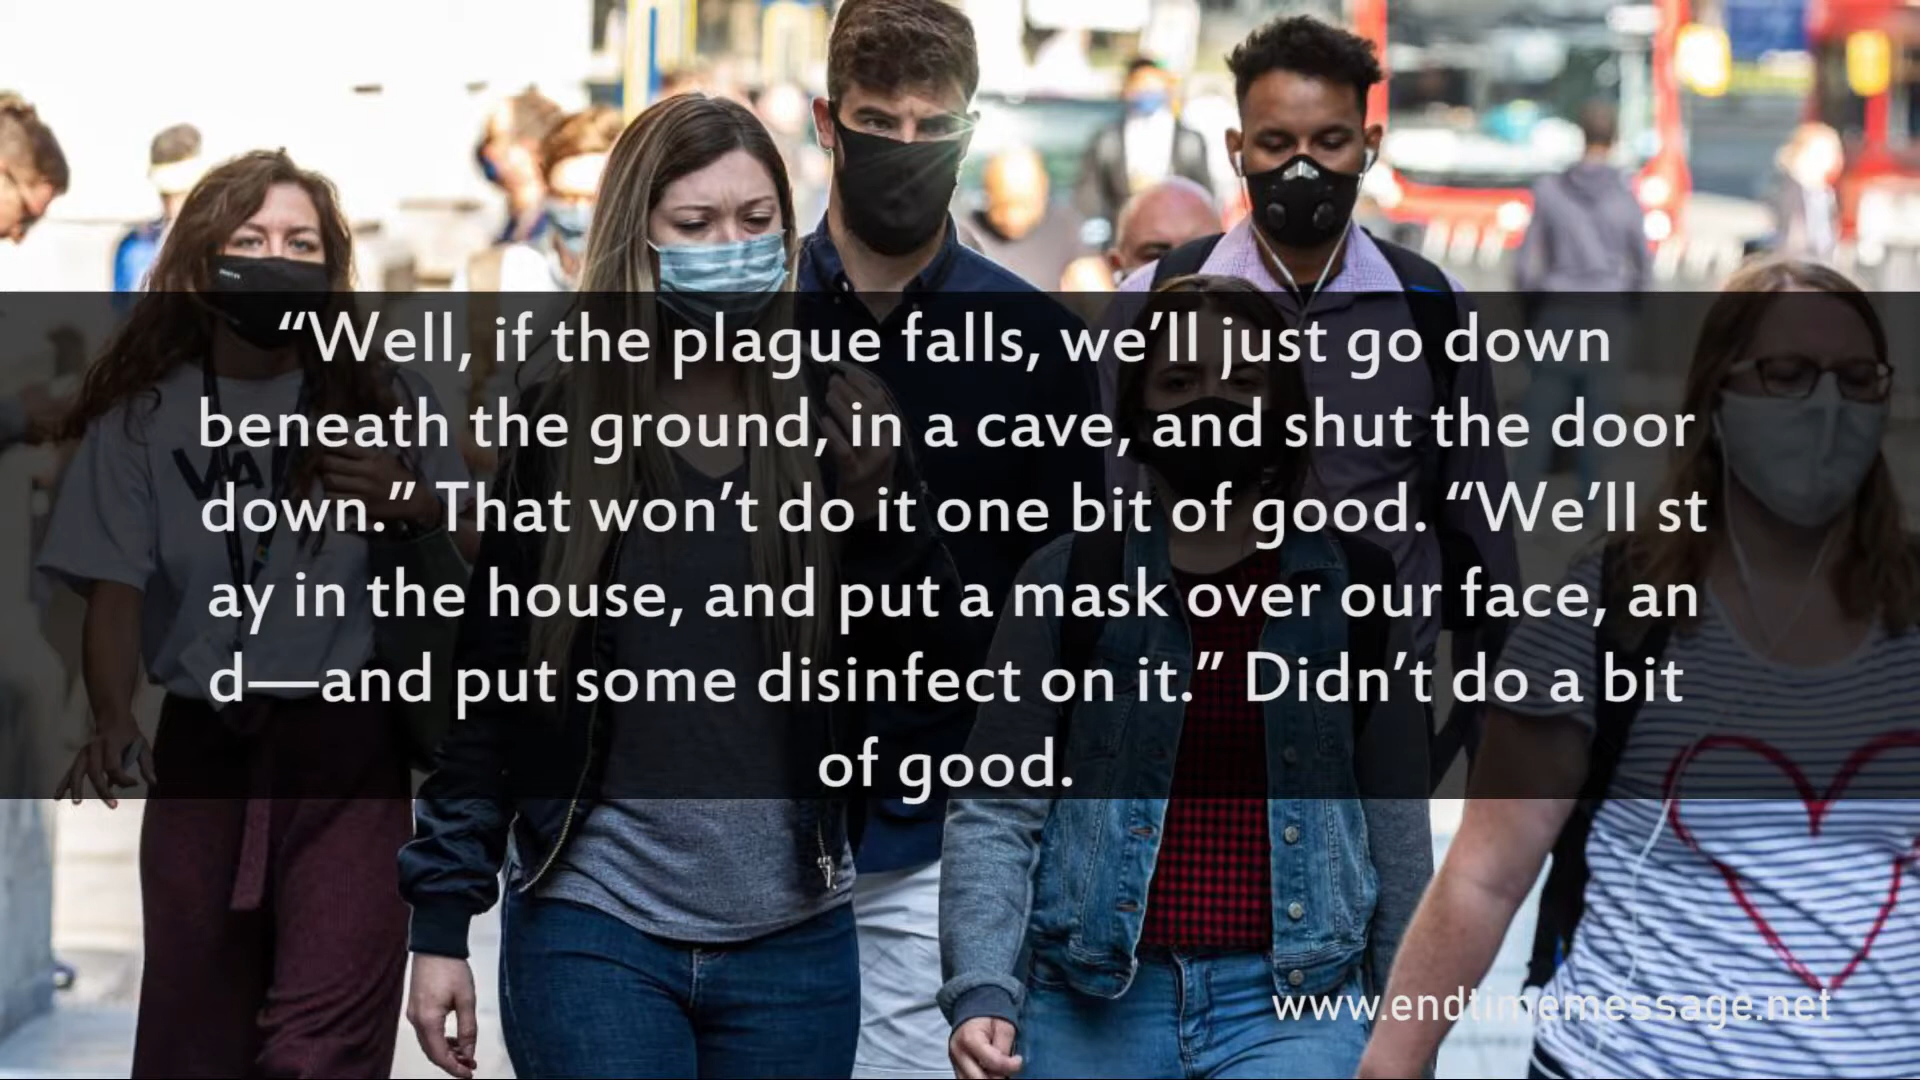 “Well, if the plague falls, we’ll just go down
beneath the ground, in a cave, and shut the door
down.” That won’t do it one bit of good. “We’ll st
ay in the house, and put a mask over our face, an
d—and put some disinfect on it.” Didn’t do a bit
of good.
www.endtimemessage.net